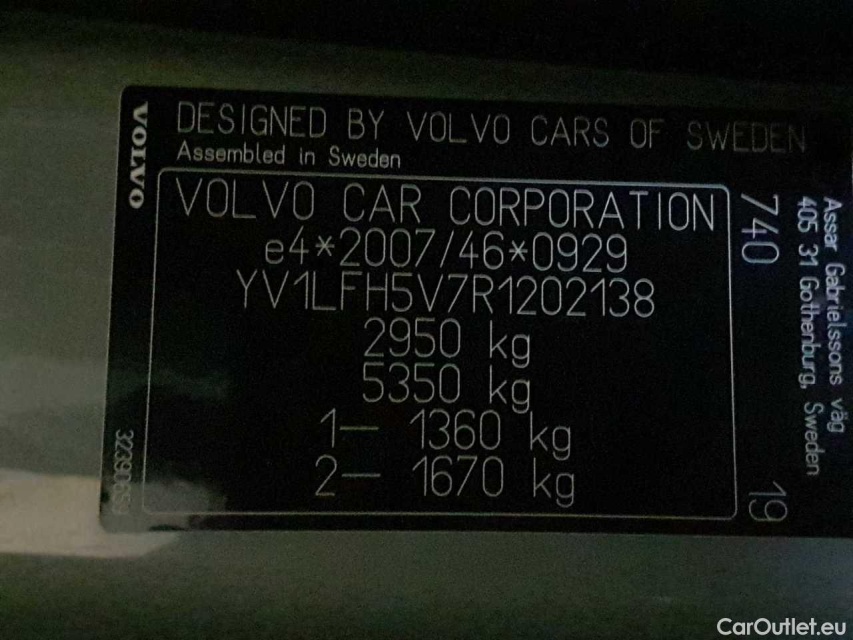 VOLVO
DESIGNED BY VOLVO CARS OF SWEDEN
Assembled in Sweden
VOLVO CAR CORPORATION
e4*2007/46*0929
YV1LFH5V7R1202138
2950 kg
5350 kg
1— 1360 kg
2— 1670 kg
740
19
Assar Gabrielssons väg
405 31 Gothenburg, Sweden
CarOutlet.eu